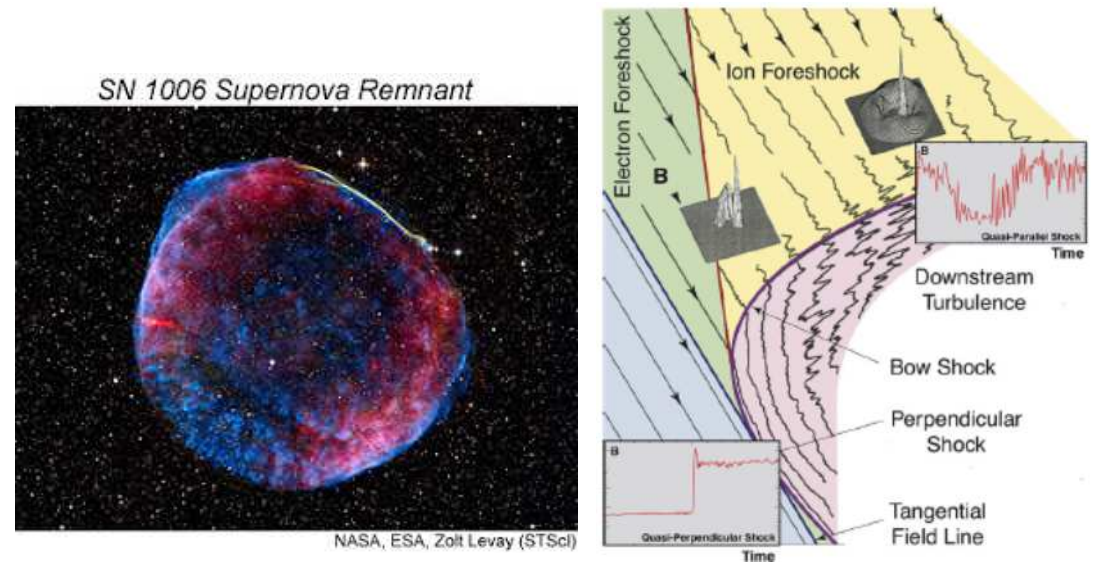 SN 1006 Supernova Remnant
NASA, ESA, Zolt Levay (STScI)
Electron Foreshock
Ion Foreshock
B
B
Quasi-Parallel Shock
Time
Downstream
Turbulence
Bow Shock
Perpendicular
Shock
B
Quasi-Perpendicular Shock
Time
Tangential
Field Line